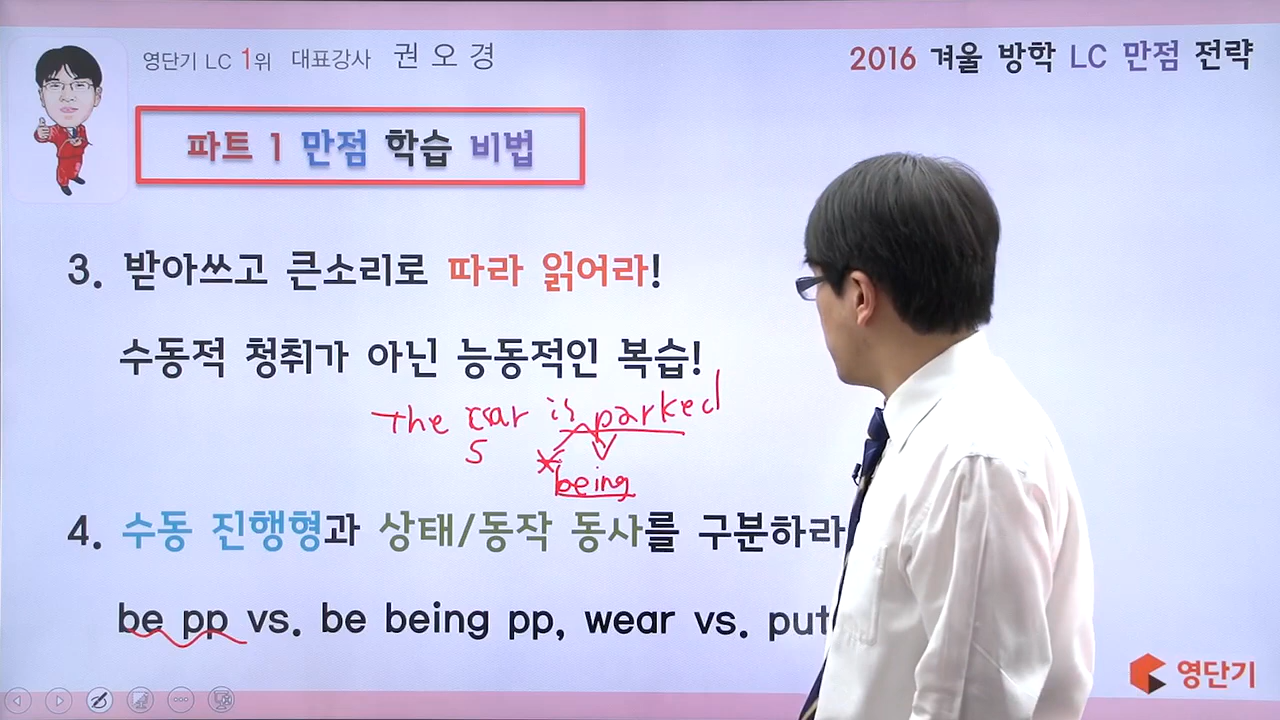 영단기 LC 1위 대표강사 권오경
2016 겨울 방학 LC 만점 전략
파트 1 만점 학습 비법
3. 받아쓰고 큰소리로 따라 읽어라!
수동적 청취가 아닌 능동적인 복습!
The car is parked
S
being
4. 수동 진행형과 상태/동작 동사를 구분하라
be pp vs. be being pp, wear vs. put
영단기